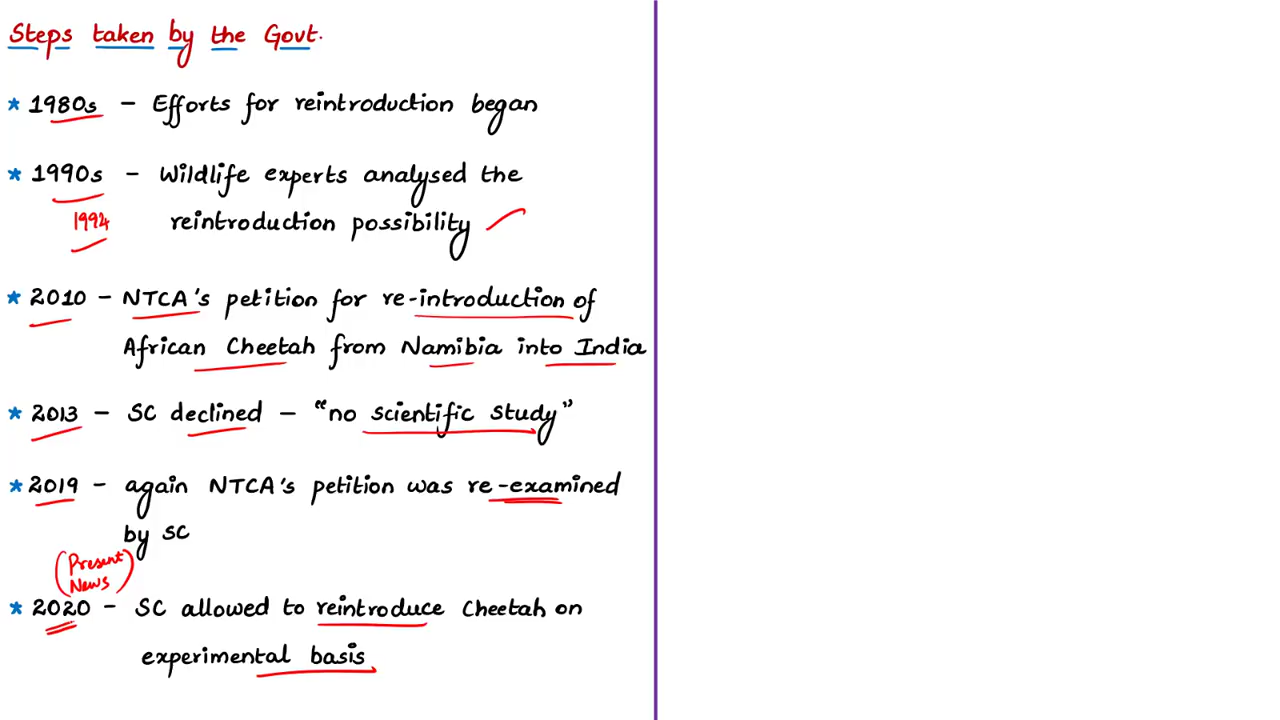 Steps taken by the Govt.
* 1980s - Efforts for reintroduction began
* 1990s - Wildlife experts analysed the
1994 reintroduction possibility
* 2010 - NTCA's petition for re-introduction of
African Cheetah from Namibia into India
* 2013 - SC declined - "no scientific study"
* 2019 - again NTCA's petition was re-examined
by SC
(Present
News)
* 2020 - SC allowed to reintroduce Cheetah on
experimental basis